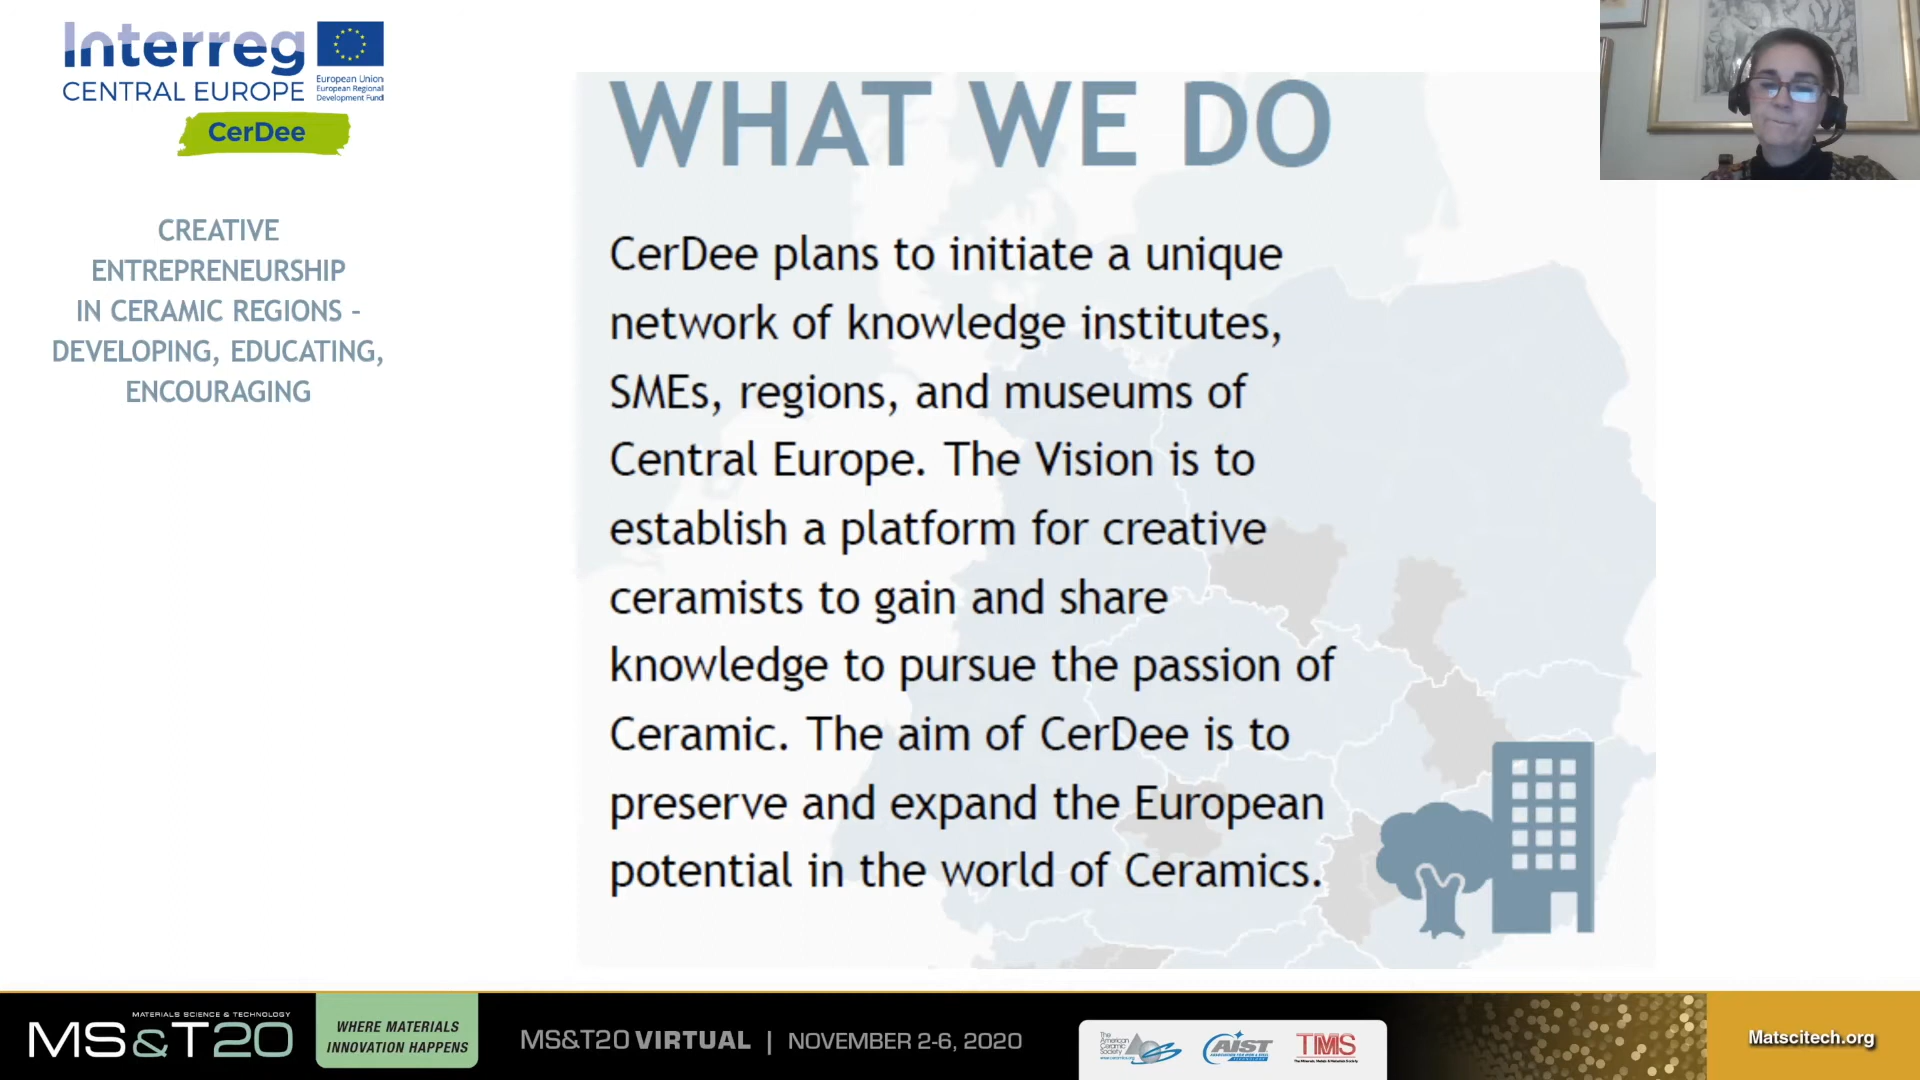 Interreg
CENTRAL EUROPE
European Union
European Regional
Development Fund
CerDee
CREATIVE
ENTREPRENEURSHIP
IN CERAMIC REGIONS -
DEVELOPING, EDUCATING,
ENCOURAGING
WHAT WE DO
CerDee plans to initiate a unique
network of knowledge institutes,
SMEs, regions, and museums of
Central Europe. The Vision is to
establish a platform for creative
ceramists to gain and share
knowledge to pursue the passion of
Ceramic. The aim of CerDee is to
preserve and expand the European
potential in the world of Ceramics.
MATERIALS SCIENCE & TECHNOLOGY
MS&T20
WHERE MATERIALS
INNOVATION HAPPENS
MS&T20 VIRTUAL | NOVEMBER 2-6, 2020
The
American
Ceramic
Society
AIST
TMS
Matscitech.org